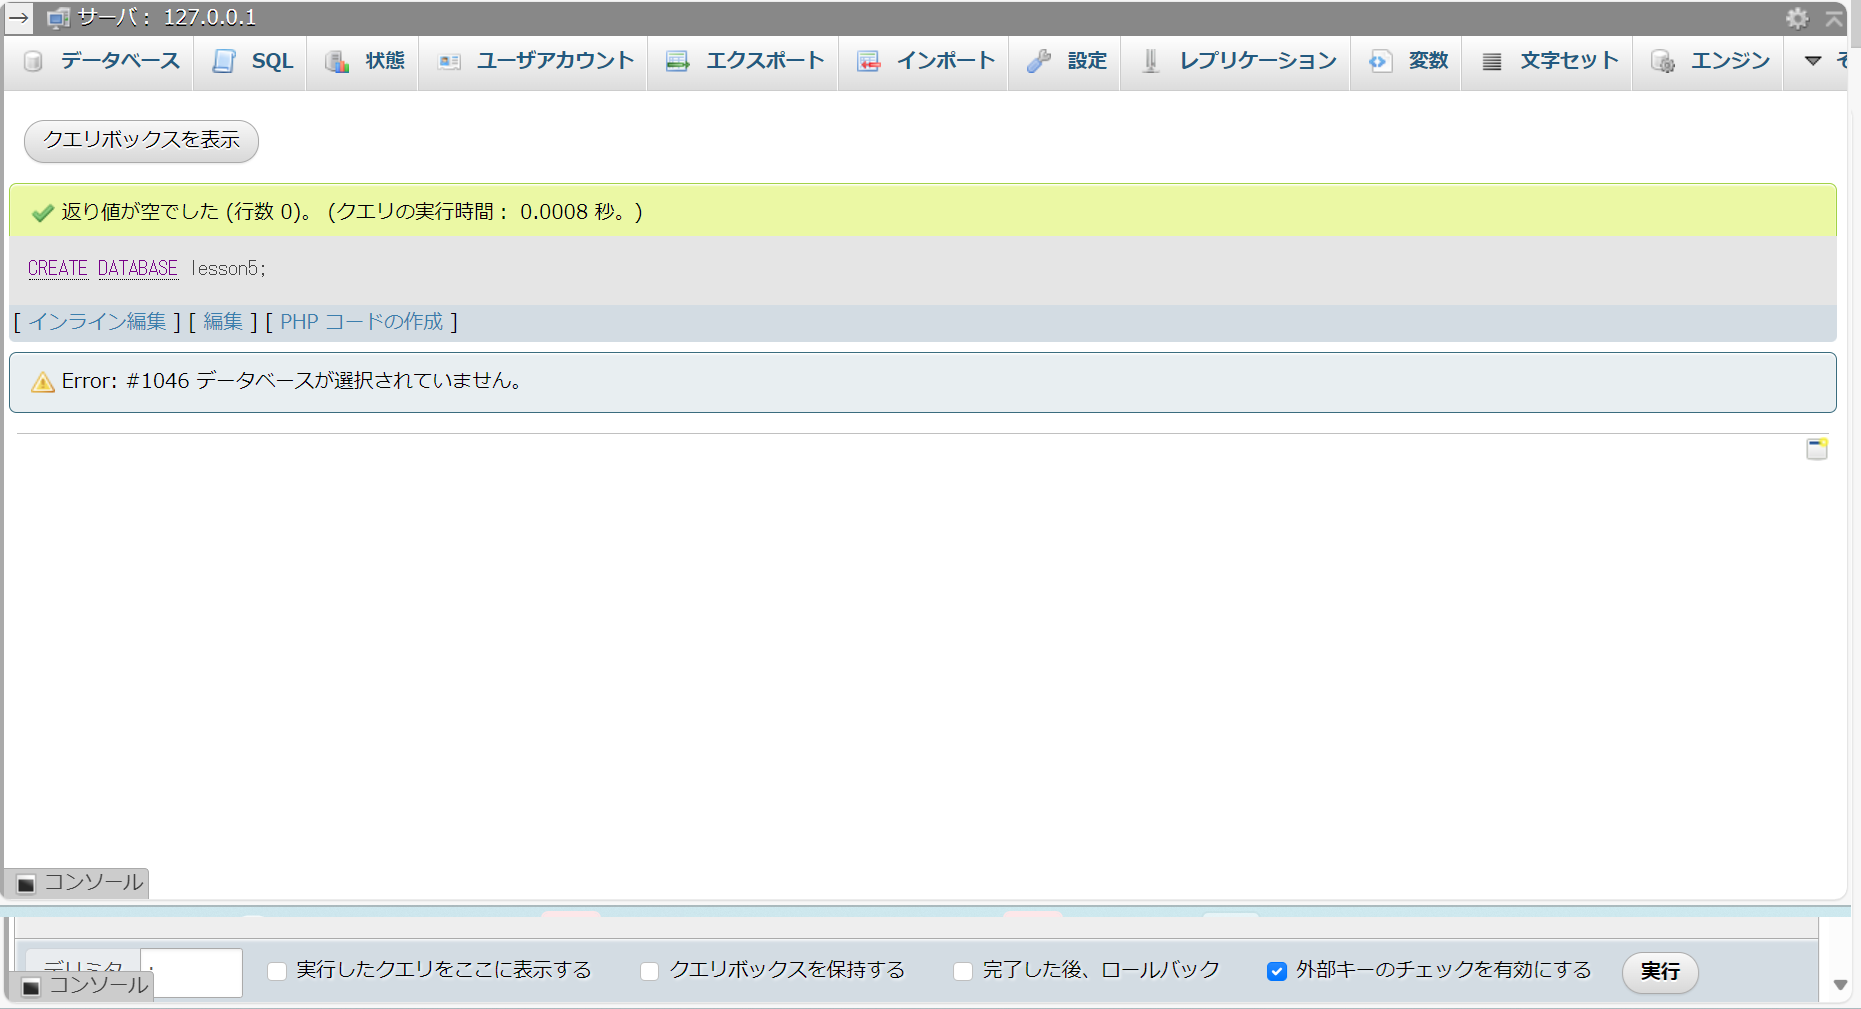 サーバ： 127.0.0.1
データベース SQL 状態 ユーザアカウント エクスポート インポート 設定 レプリケーション 変数 文字セット エンジン
クエリボックスを表示
返り値が空でした (行数 0)。 (クエリの実行時間： 0.0008 秒。)
CREATE DATABASE lesson5;
[ インライン編集 ] [ 編集 ] [ PHP コードの作成 ]
Error: #1046 データベースが選択されていません。
コンソール
デリミタ ; 実行したクエリをここに表示する クエリボックスを保持する 完了した後、ロールバック 外部キーのチェックを有効にする 実行
コンソール